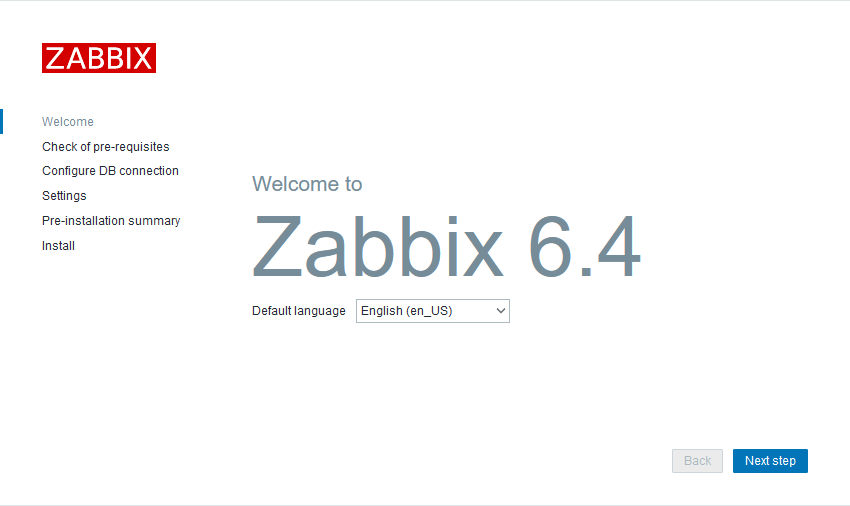 ZABBIX
Welcome
Check of pre-requisites
Configure DB connection
Settings
Pre-installation summary
Install
Welcome to
Zabbix 6.4
Default language English (en_US)
Back Next step